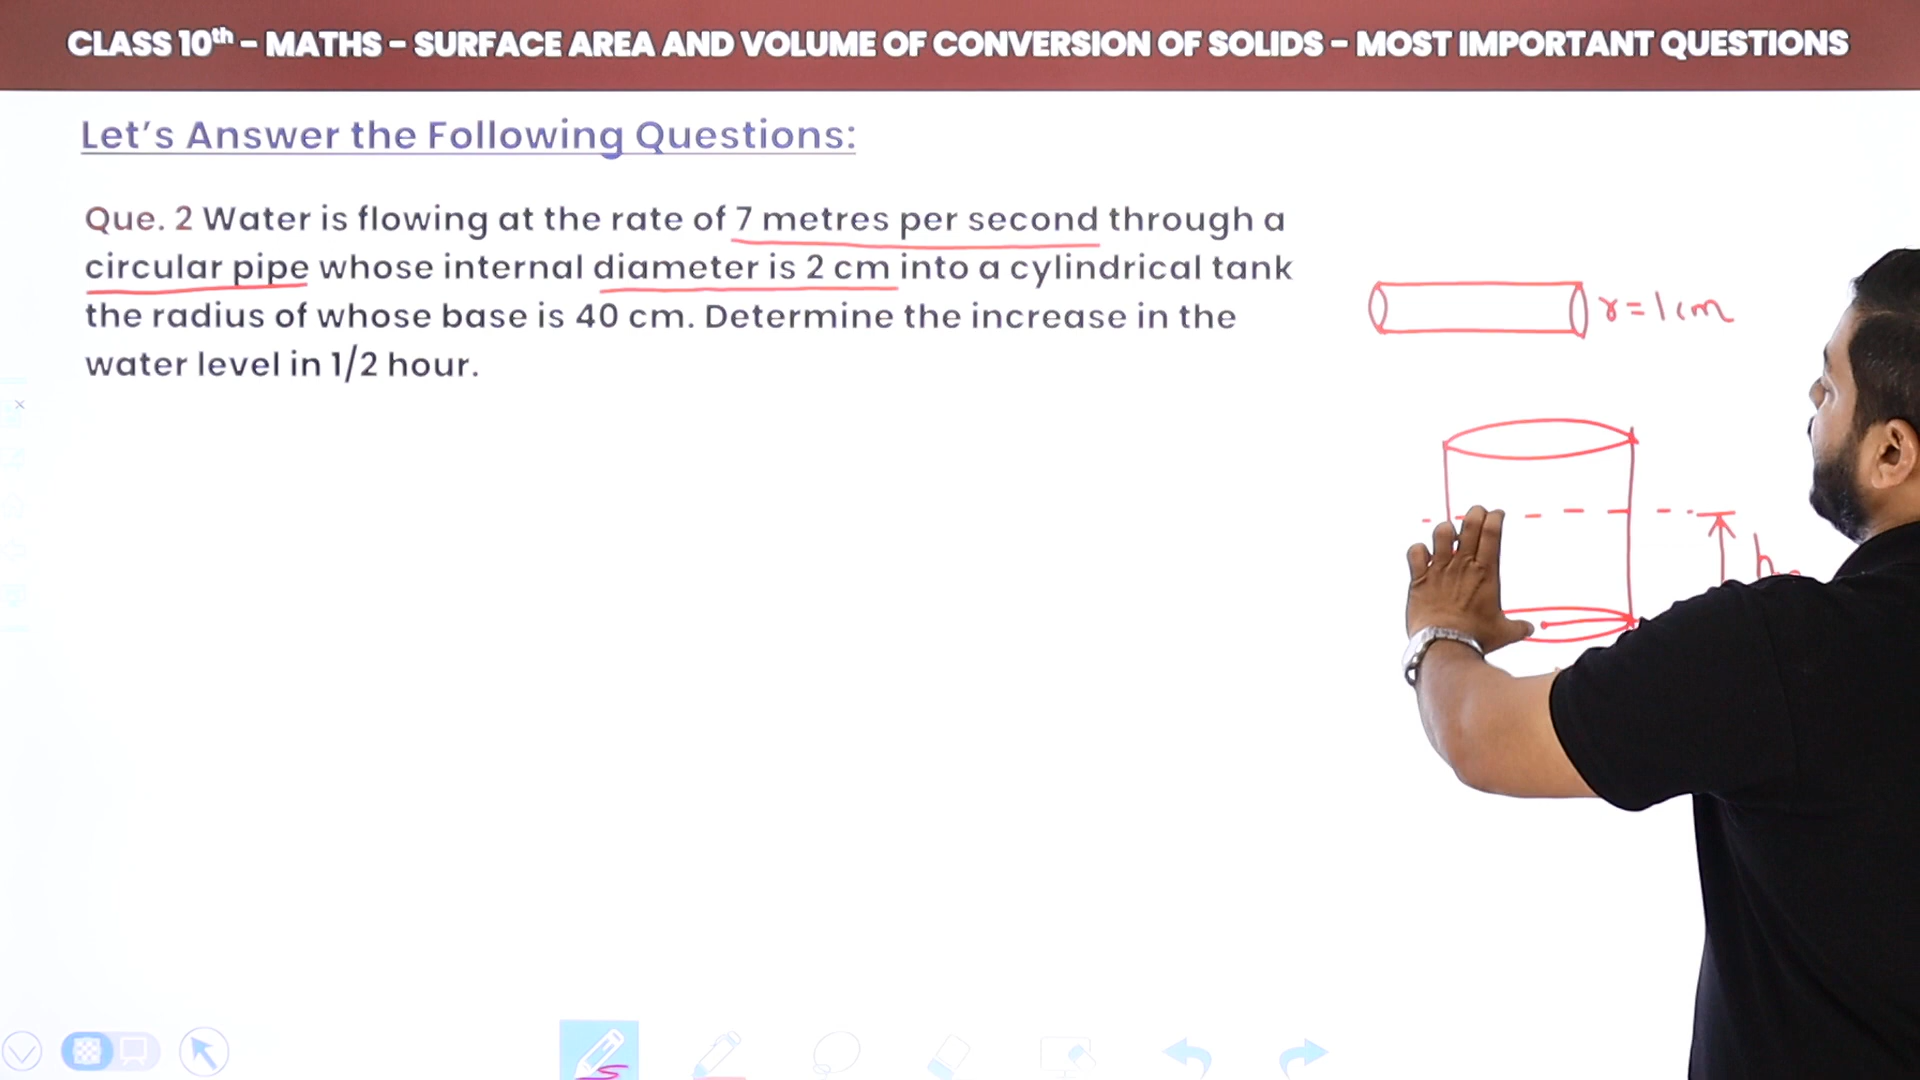 CLASS 10th - MATHS - SURFACE AREA AND VOLUME OF CONVERSION OF SOLIDS - MOST IMPORTANT QUESTIONS
Let's Answer the Following Questions:
Que. 2 Water is flowing at the rate of 7 metres per second through a
circular pipe whose internal diameter is 2 cm into a cylindrical tank
the radius of whose base is 40 cm. Determine the increase in the
water level in 1/2 hour.
r = 1 cm
h